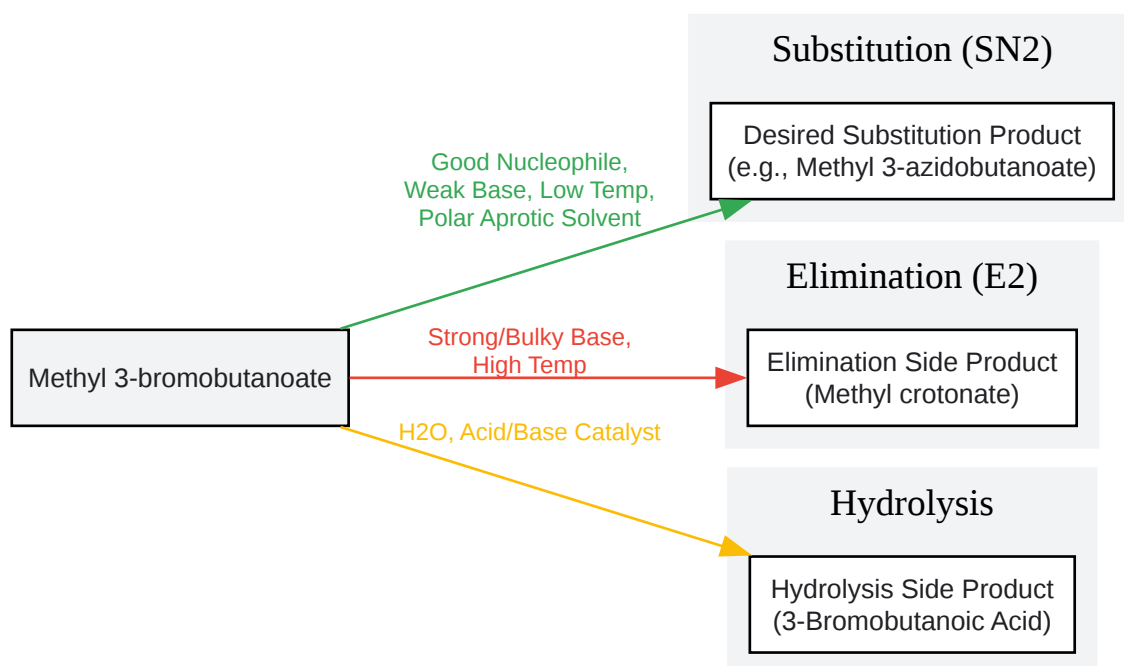 Substitution (SN2)
Desired Substitution Product
(e.g., Methyl 3-azidobutanoate)
Good Nucleophile,
Weak Base, Low Temp,
Polar Aprotic Solvent
Elimination (E2)
Strong/Bulky Base,
High Temp
Elimination Side Product
(Methyl crotonate)
Methyl 3-bromobutanoate
H2O, Acid/Base Catalyst
Hydrolysis
Hydrolysis Side Product
(3-Bromobutanoic Acid)